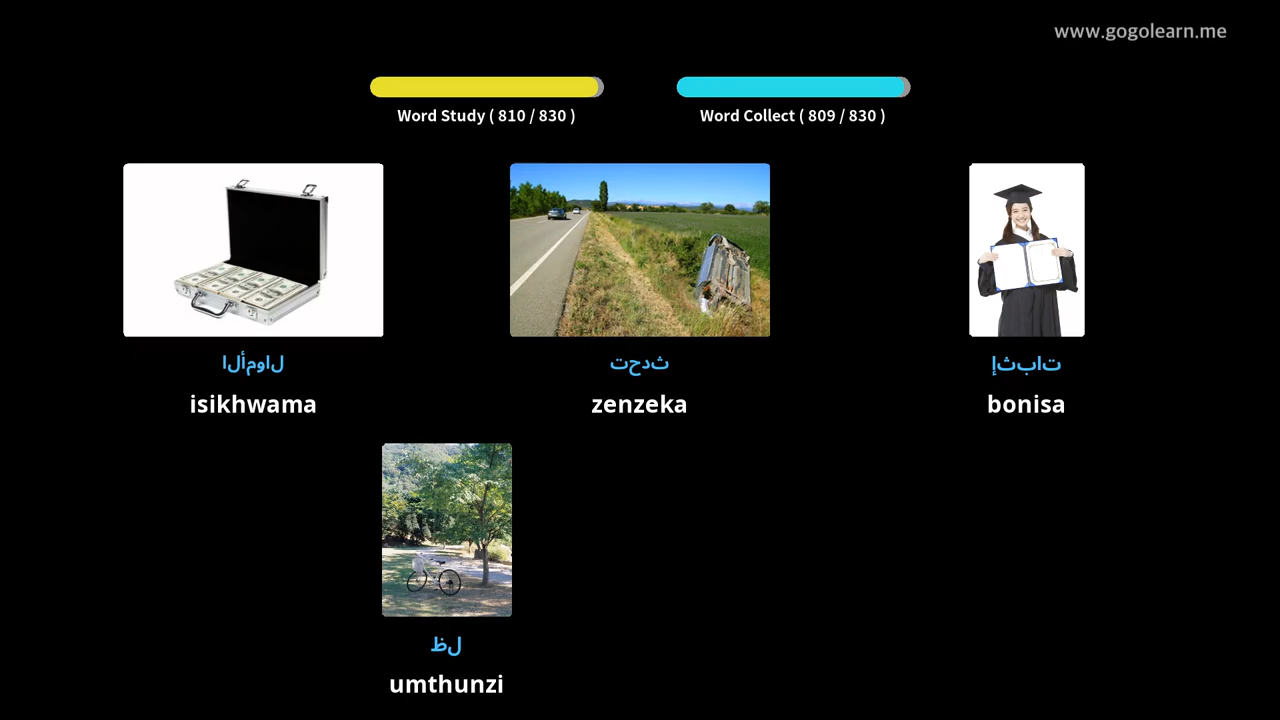 www.gogolearn.me
Word Study ( 810 / 830 )
Word Collect ( 809 / 830 )
الأموال
isikhwama
تحدث
zenzeka
إثبات
bonisa
ظل
umthunzi